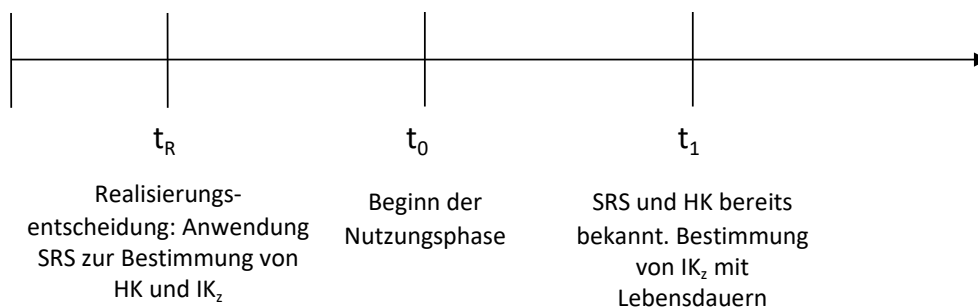 t_R
t_0
t_1
Realisierungs-
entscheidung: Anwendung
SRS zur Bestimmung von
HK und IK_z
Beginn der
Nutzungsphase
SRS und HK bereits
bekannt. Bestimmung
von IK_z mit
Lebensdauern